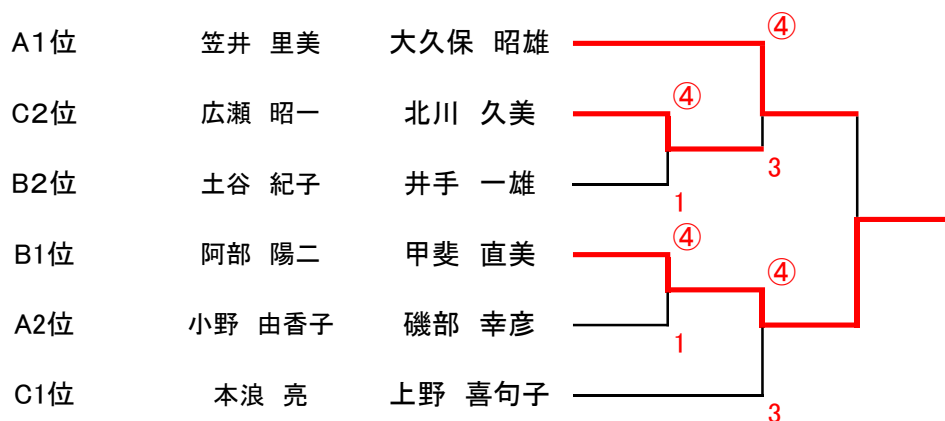 ④
A1位 笠井 里美 大久保 昭雄
④
C2位 広瀬 昭一 北川 久美
3
B2位 土谷 紀子 井手 一雄
1
④
B1位 阿部 陽二 甲斐 直美
④
A2位 小野 由香子 磯部 幸彦
1
C1位 本浪 亮 上野 喜句子
3